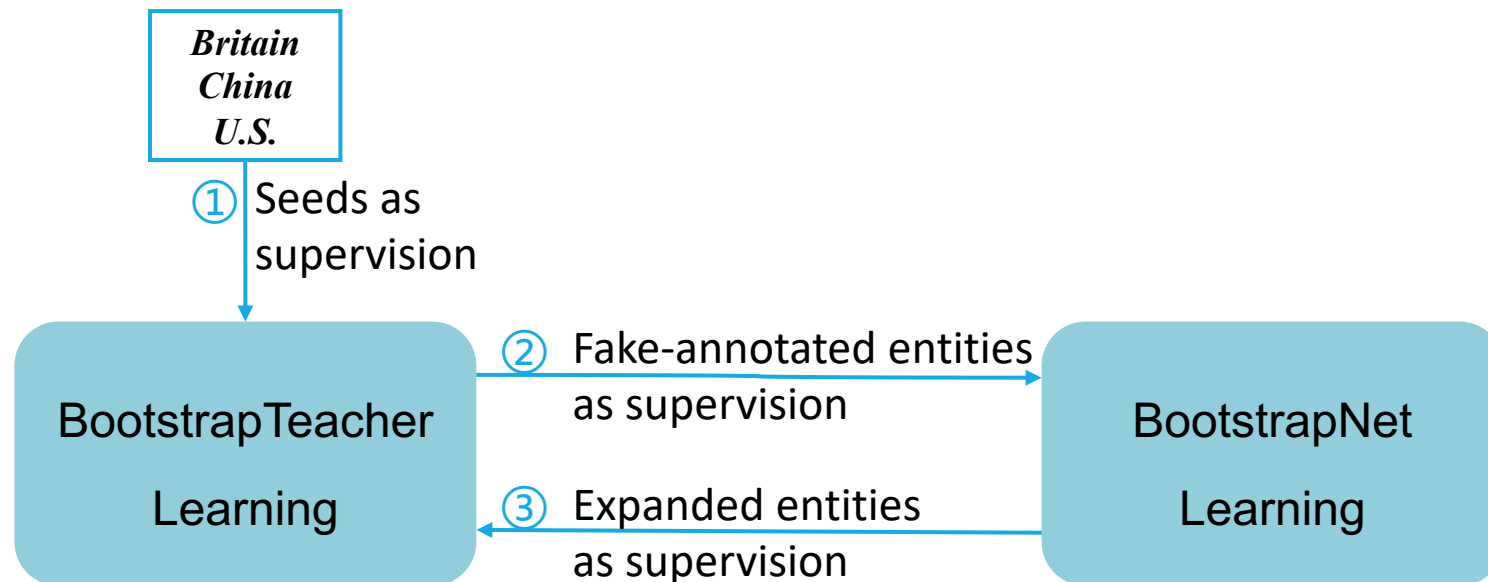 Britain
China
U.S.
① Seeds as
supervision
② Fake-annotated entities
as supervision
BootstrapTeacher
Learning
BootstrapNet
Learning
③ Expanded entities
as supervision